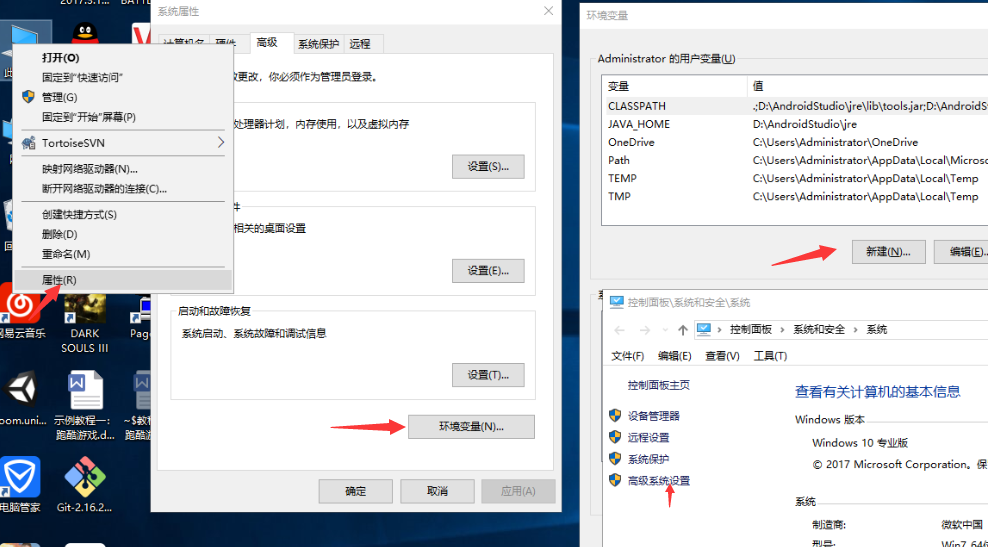 2017.3.1...
BATT
此
打开(O)
固定到"快速访问"
管理(G)
固定到"开始"屏幕(P)
TortoiseSVN
映射网络驱动器(N)...
断开网络驱动器的连接(C)...
创建快捷方式(S)
删除(D)
重命名(M)
属性(R)
回
易云音乐
DARK
SOULS III
Page
oom.uni...
示例教程一:
跑酷游戏.d...
~$教程
跑酷游
电脑管家
Git-2.16.2...
系统属性
计算机名
硬件
高级
系统保护
远程
改更改，你必须作为管理员登录。
处理器计划，内存使用，以及虚拟内存
设置(S)...
件
相关的桌面设置
设置(E)...
启动和故障恢复
系统启动、系统故障和调试信息
设置(T)...
环境变量(N)...
确定
取消
应用(A)
环境变量
Administrator 的用户变量(U)
变量
值
CLASSPATH
.;D:\AndroidStudio\jre\lib\tools.jar;D:\AndroidS
JAVA_HOME
D:\AndroidStudio\jre
OneDrive
C:\Users\Administrator\OneDrive
Path
C:\Users\Administrator\AppData\Local\Micros
TEMP
C:\Users\Administrator\AppData\Local\Temp
TMP
C:\Users\Administrator\AppData\Local\Temp
新建(N)...
编辑(E)..
控制面板\系统和安全\系统
控制面板 › 系统和安全 › 系统
文件(F) 编辑(E) 查看(V) 工具(T)
控制面板主页
设备管理器
远程设置
系统保护
高级系统设置
查看有关计算机的基本信息
Windows 版本
Windows 10 专业版
© 2017 Microsoft Corporation。保
系统
制造商:
微软中国
型号:
Win7 64